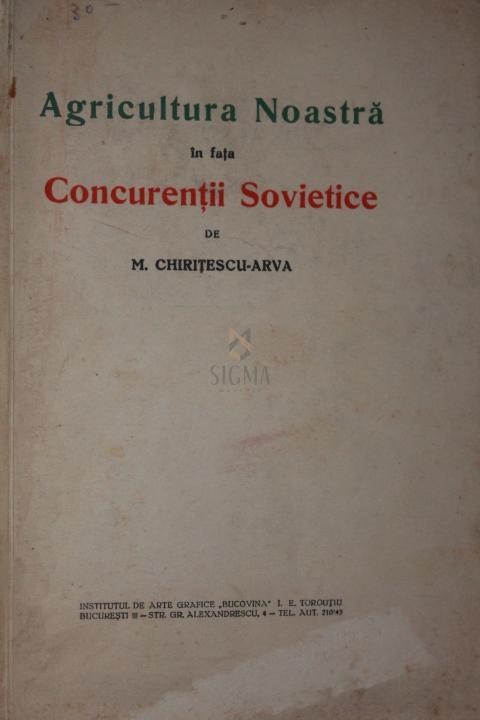 30 —
Agricultura Noastră
în fața
Concurenții Sovietice
DE
M. CHIRIȚESCU-ARVA
SIGMA
INSTITUTUL DE ARTE GRAFICE „BUCOVINA" I. E. TOROUȚIU
BUCUREȘTI III — STR. GR. ALEXANDRESCU, 4 — TEL. AUT. 210/43